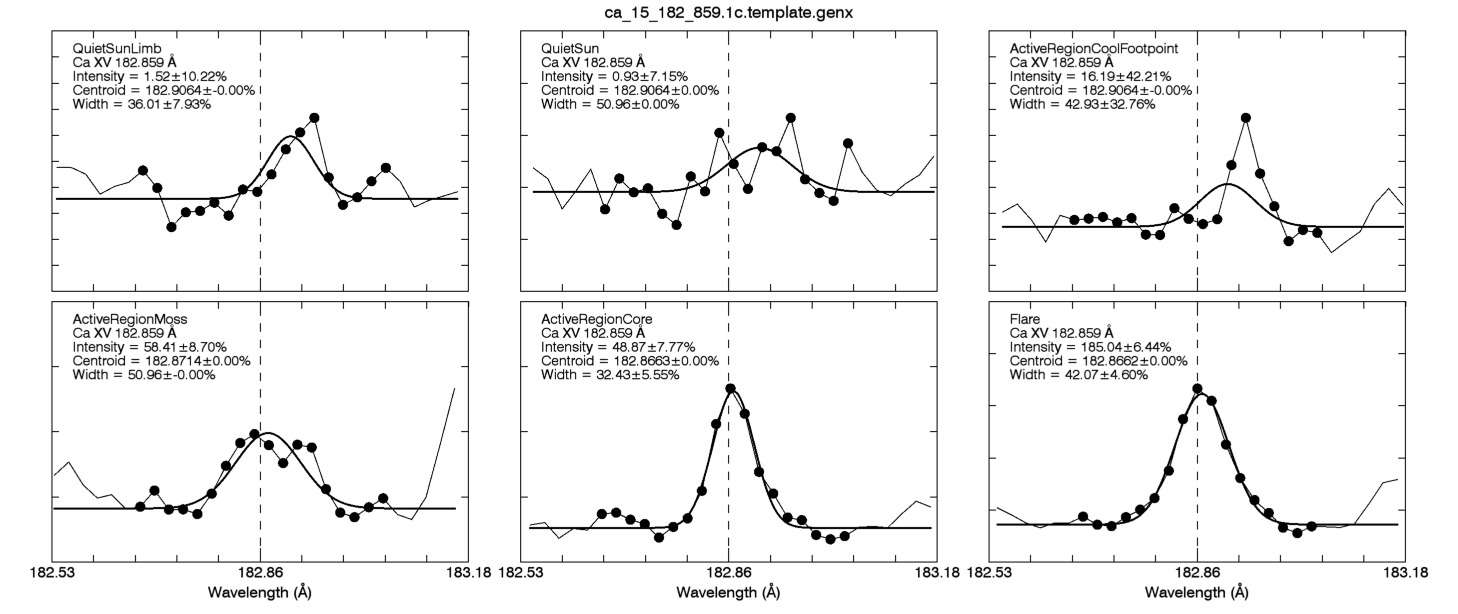 ca_15_182_859.1c.template.genx
QuietSunLimb
Ca XV 182.859 Å
Intensity = 1.52±10.22%
Centroid = 182.9064±-0.00%
Width = 36.01±7.93%
QuietSun
Ca XV 182.859 Å
Intensity = 0.93±7.15%
Centroid = 182.9064±0.00%
Width = 50.96±0.00%
ActiveRegionCoolFootpoint
Ca XV 182.859 Å
Intensity = 16.19±42.21%
Centroid = 182.9064±-0.00%
Width = 42.93±32.76%
ActiveRegionMoss
Ca XV 182.859 Å
Intensity = 58.41±8.70%
Centroid = 182.8714±0.00%
Width = 50.96±-0.00%
ActiveRegionCore
Ca XV 182.859 Å
Intensity = 48.87±7.77%
Centroid = 182.8663±0.00%
Width = 32.43±5.55%
Flare
Ca XV 182.859 Å
Intensity = 185.04±6.44%
Centroid = 182.8662±0.00%
Width = 42.07±4.60%
182.53 182.86 183.18
182.53 182.86 183.18
182.53 182.86 183.18
Wavelength (Å)
Wavelength (Å)
Wavelength (Å)